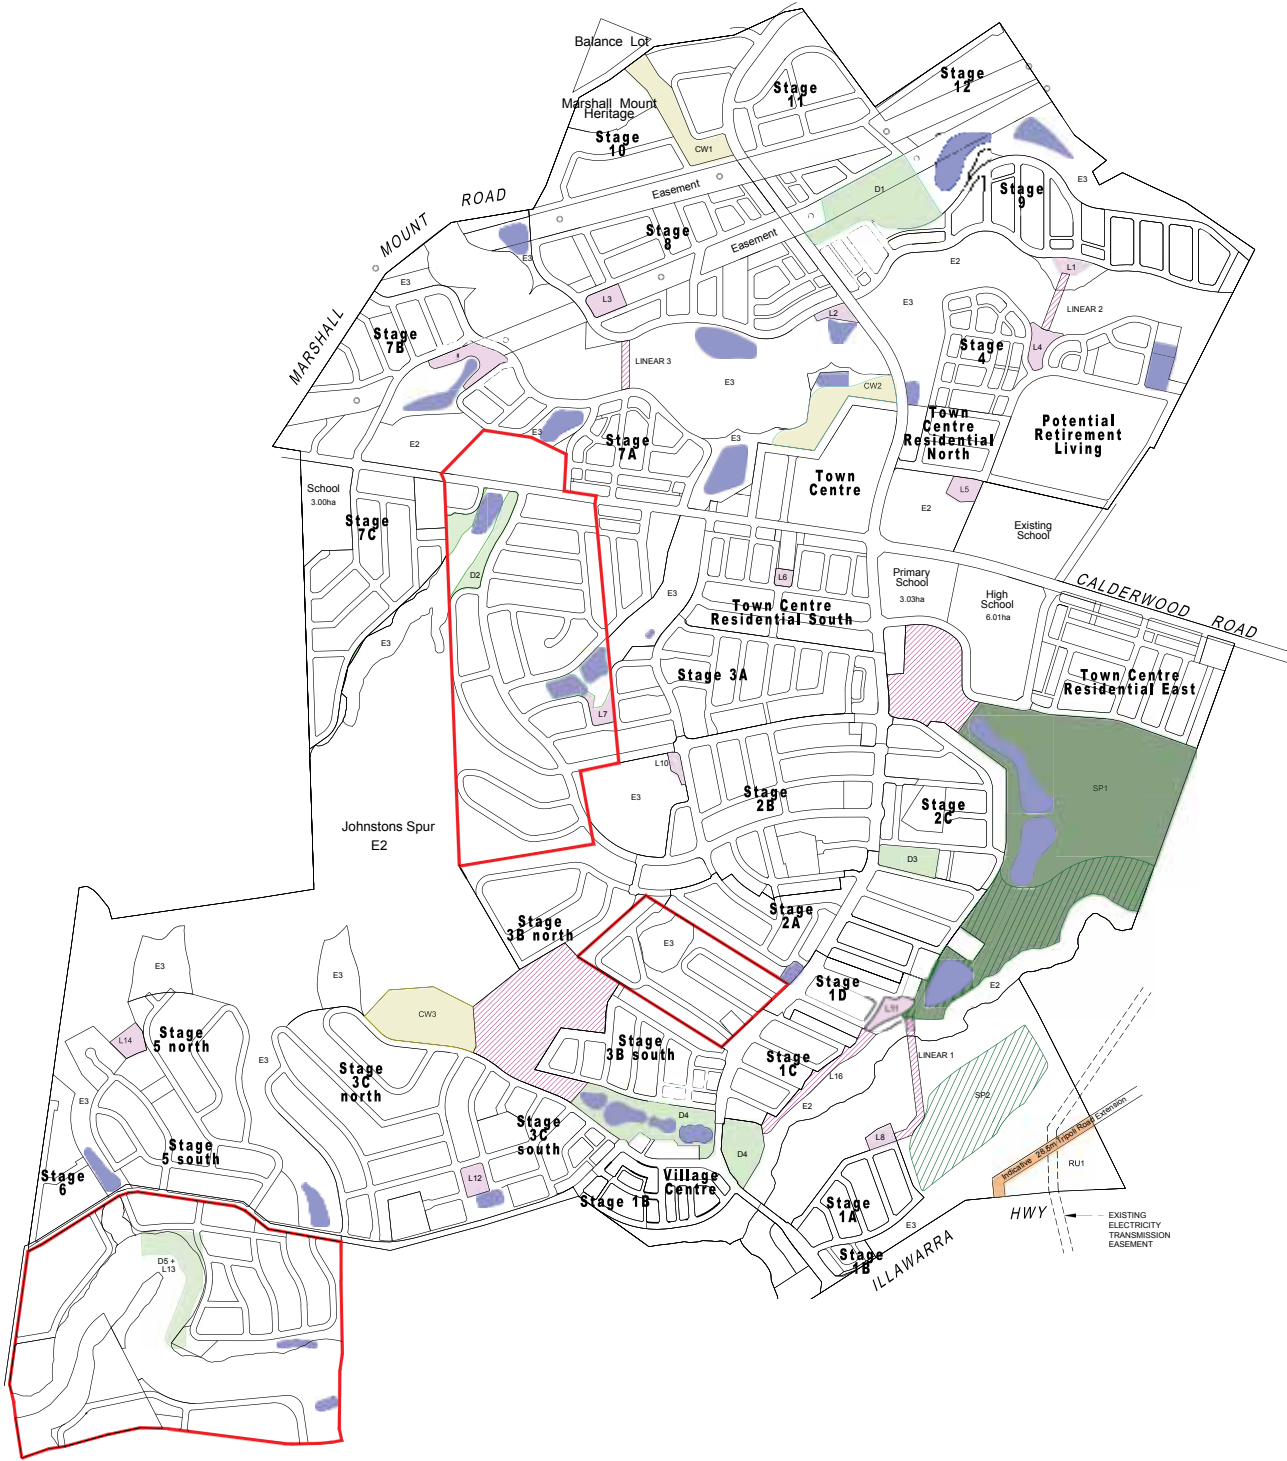 Balance Lot
Stage
12
Stage
11
Marshall Mount
Heritage
Stage
10
CW1
E3
MARSHALL MOUNT ROAD
Easement
D1
Stage
9
Stage
8
Easement
E3
E2
L1
E3
L3
E3
LINEAR 2
L2
Stage
7B
Stage
4
L4
LINEAR 3
E3
CW2
Town
Centre
Residential
North
Potential
Retirement
Living
E2
E3
Stage
7A
E3
Town
Centre
School
3.00ha
L5
E2
Stage
7C
Existing
School
D2
L6
Primary
School
3.03ha
High
School
6.01ha
CALDERWOOD ROAD
E3
Town Centre
Residential South
E3
Stage 3A
Town Centre
Residential East
L7
L10
E3
Stage
2B
SP1
Stage
2C
Johnstons Spur
E2
D3
Stage
2A
Stage
3B north
E3
E3
E3
Stage
1D
E2
CW3
L11
L14
Stage
5 north
Stage
3B south
LINEAR 1
E3
Stage
3C
north
Stage
1C
L16
SP2
E3
E2
D4
Stage
3C
south
Indicative 26.5m Tripoli Road Extension
L8
Stage
5 south
D4
RU1
Stage
6
L12
Village
Centre
Stage 1B
Stage
1A
E3
HWY
EXISTING
ELECTRICITY
TRANSMISSION
EASEMENT
Stage
1B
ILLAWARRA
D5 +
L13